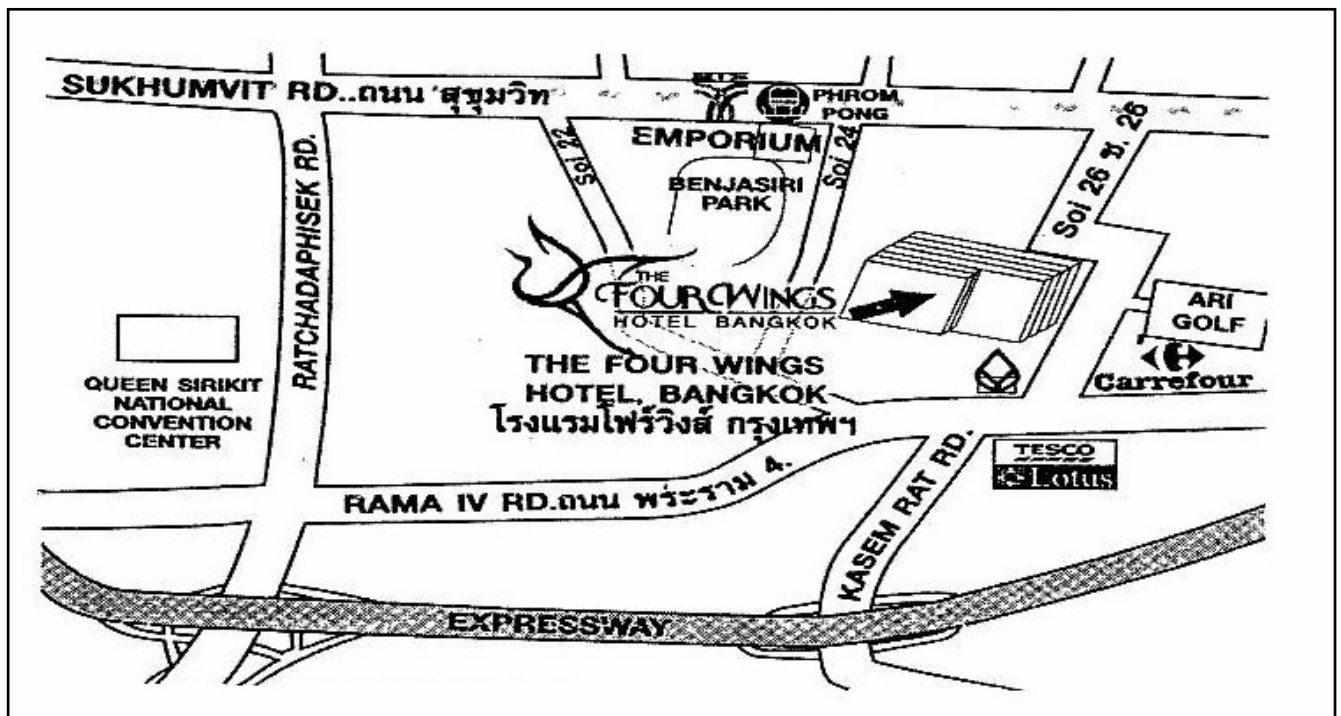 SUKHUMVIT RD..ถนน สุขุมวิท
PHROM
PONG
EMPORIUM
BENJASIRI
PARK
Soi 22
Soi 24
Soi 26 ซ. 26
RATCHADAPHISEK RD.
THE
FOUR WINGS
HOTEL BANGKOK
THE FOUR WINGS
HOTEL, BANGKOK
โรงแรมโฟร์วิงส์ กรุงเทพฯ
ARI
GOLF
Carrefour
QUEEN SIRIKIT
NATIONAL
CONVENTION
CENTER
TESCO
Lotus
RAMA IV RD.ถนน พระราม 4.
KASEM RAT RD.
EXPRESSWAY